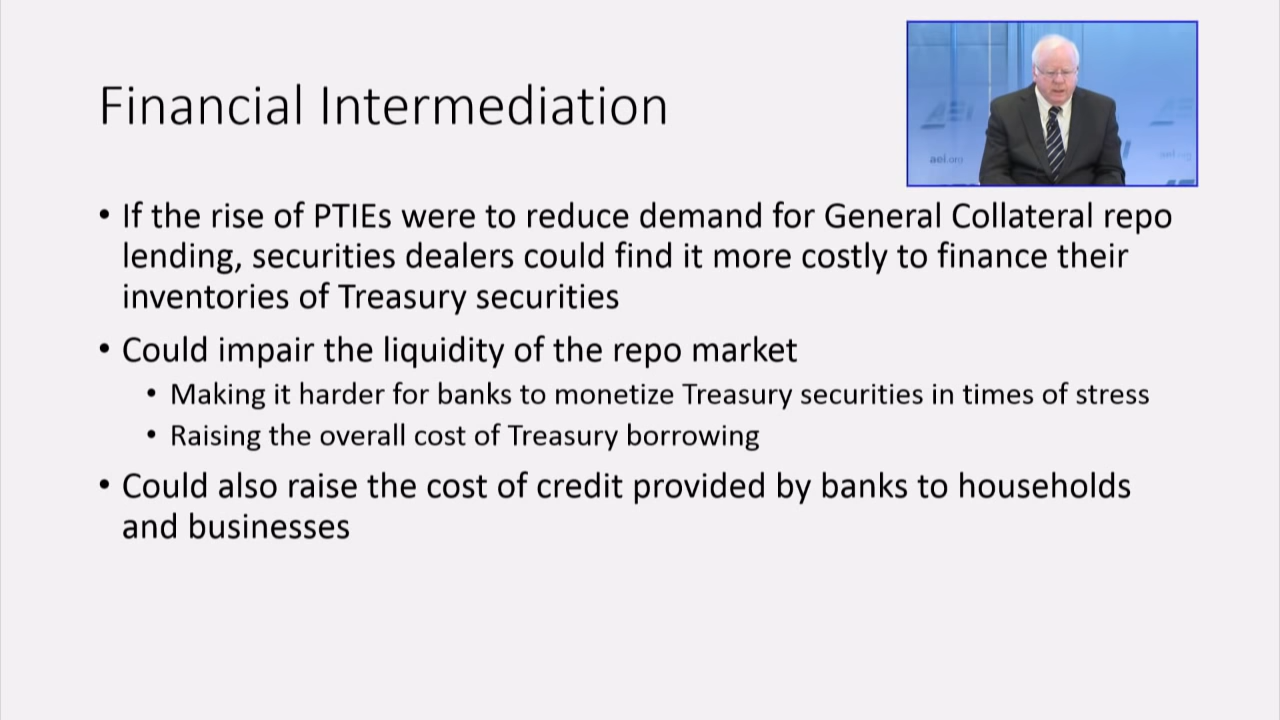 Financial Intermediation
aei.org
• If the rise of PTIEs were to reduce demand for General Collateral repo
lending, securities dealers could find it more costly to finance their
inventories of Treasury securities
• Could impair the liquidity of the repo market
• Making it harder for banks to monetize Treasury securities in times of stress
• Raising the overall cost of Treasury borrowing
• Could also raise the cost of credit provided by banks to households
and businesses